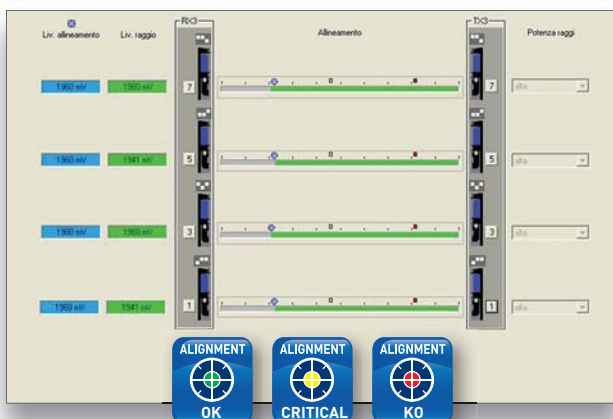 RX3
TX3
Liv. allineamento
Liv. raggio
Allineamento
Potenza raggi
1960 mV
1960 mV
7
7
alta
1960 mV
1941 mV
5
5
alta
1980 mV
1960 mV
3
3
alta
1960 mV
1941 mV
1
1
alta
ALIGNMENT
OK
ALIGNMENT
CRITICAL
ALIGNMENT
KO